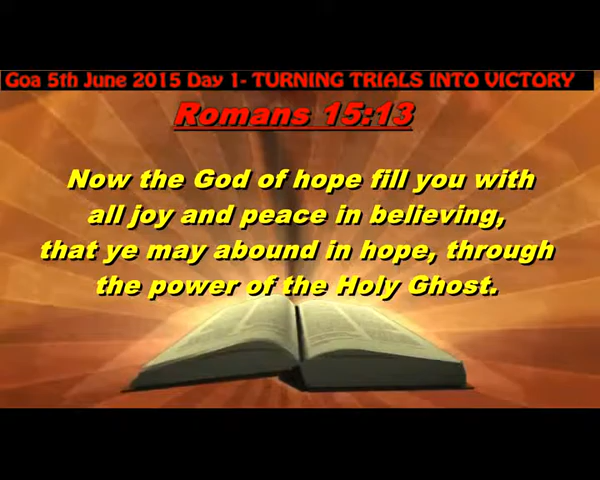 Goa 5th June 2015 Day 1- TURNING TRIALS INTO VICTORY
Romans 15:13
Now the God of hope fill you with
all joy and peace in believing,
that ye may abound in hope, through
the power of the Holy Ghost.